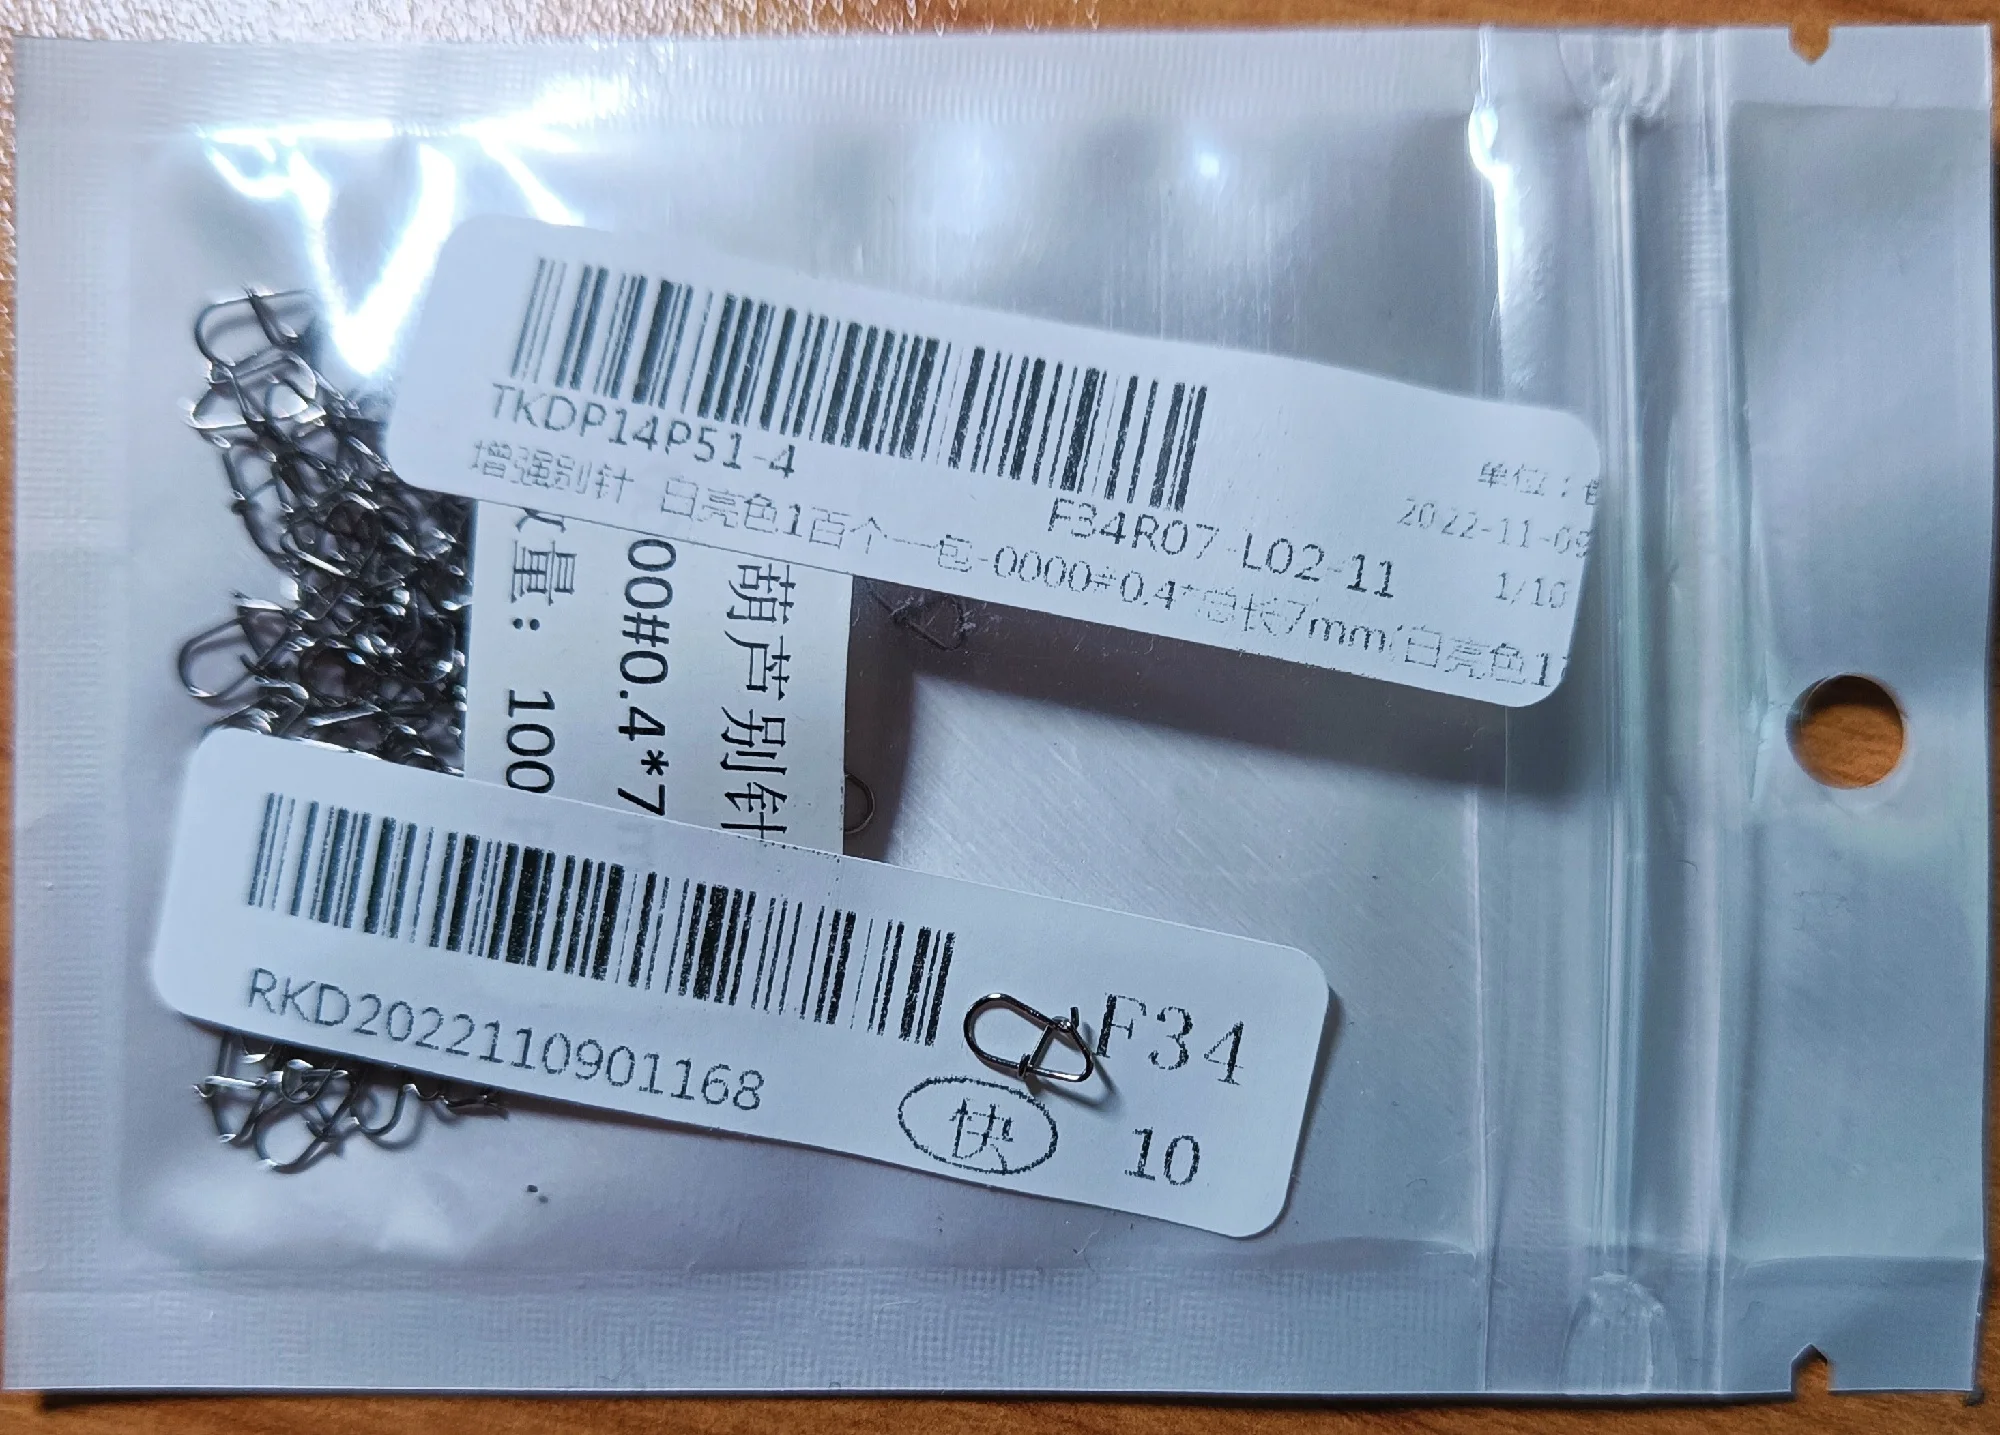 TKDP14P51-4
F34R07-L02-11
单位：
2022-11-09
1/10
增强别针 白亮色1百个一包-0000#0.4*总长7mm(白亮色1
葫芦别针
00#0.4*7
量：100
RKD2022110901168
F34
快
10